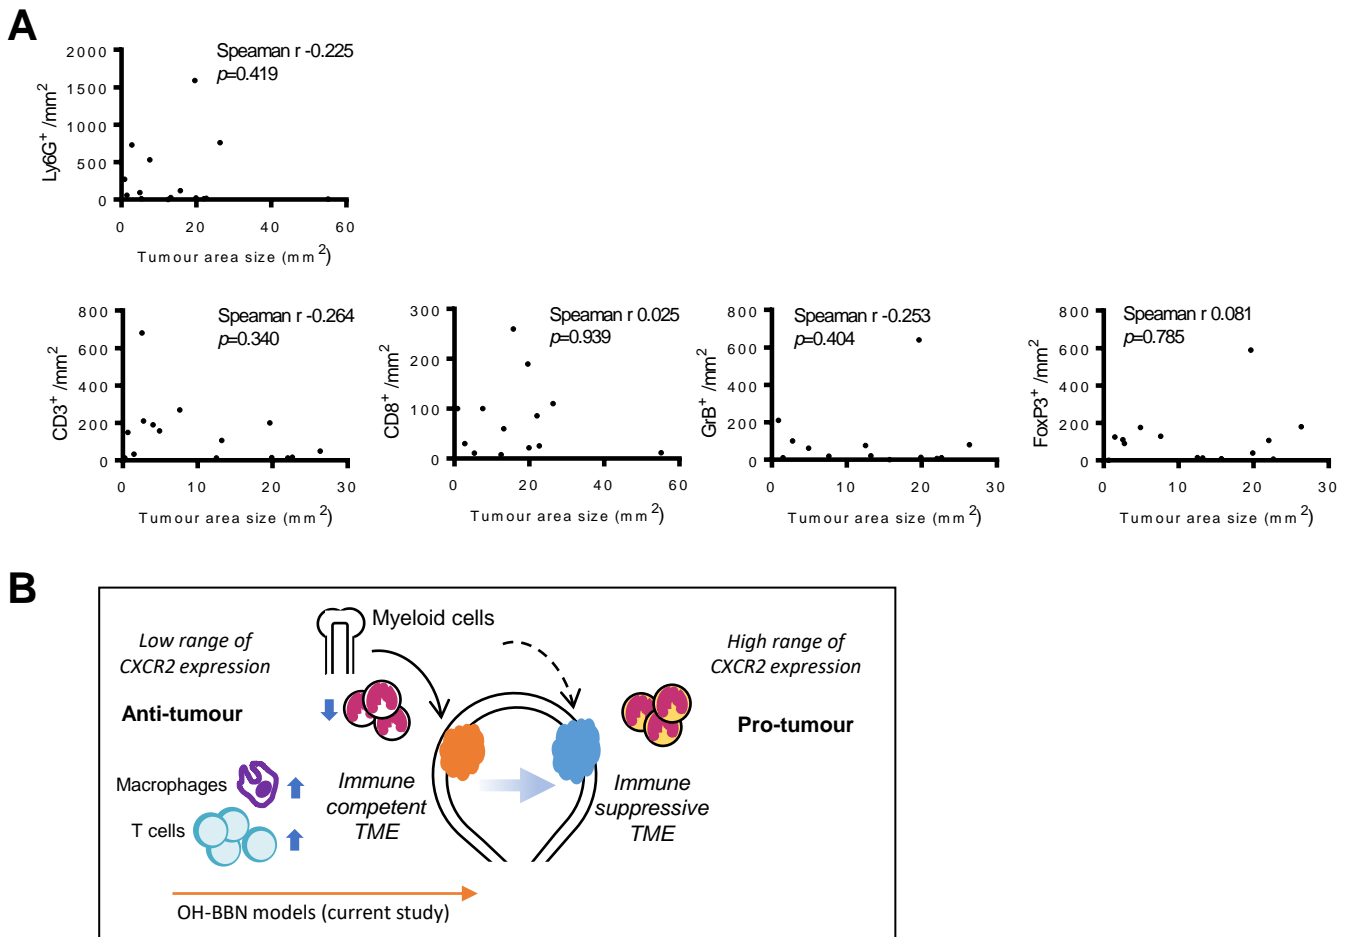 A
Speaman r -0.225
p=0.419
2000
1500
1000
500
0
Ly6G+ /mm2
0 20 40 60
Tumour area size (mm2)
Speaman r -0.264
p=0.340
800
600
400
200
0
CD3+ /mm2
0 10 20 30
Tumour area size (mm2)
Speaman r 0.025
p=0.939
300
200
100
0
CD8+ /mm2
0 20 40 60
Tumour area size (mm2)
Speaman r -0.253
p=0.404
800
600
400
200
0
GrB+ /mm2
0 10 20 30
Tumour area size (mm2)
Speaman r 0.081
p=0.785
800
600
400
200
0
FoxP3+ /mm2
0 10 20 30
Tumour area size (mm2)
B
Myeloid cells
Low range of
CXCR2 expression
High range of
CXCR2 expression
Anti-tumour
Pro-tumour
Macrophages
T cells
Immune
competent
TME
Immune
suppressive
TME
OH-BBN models (current study)